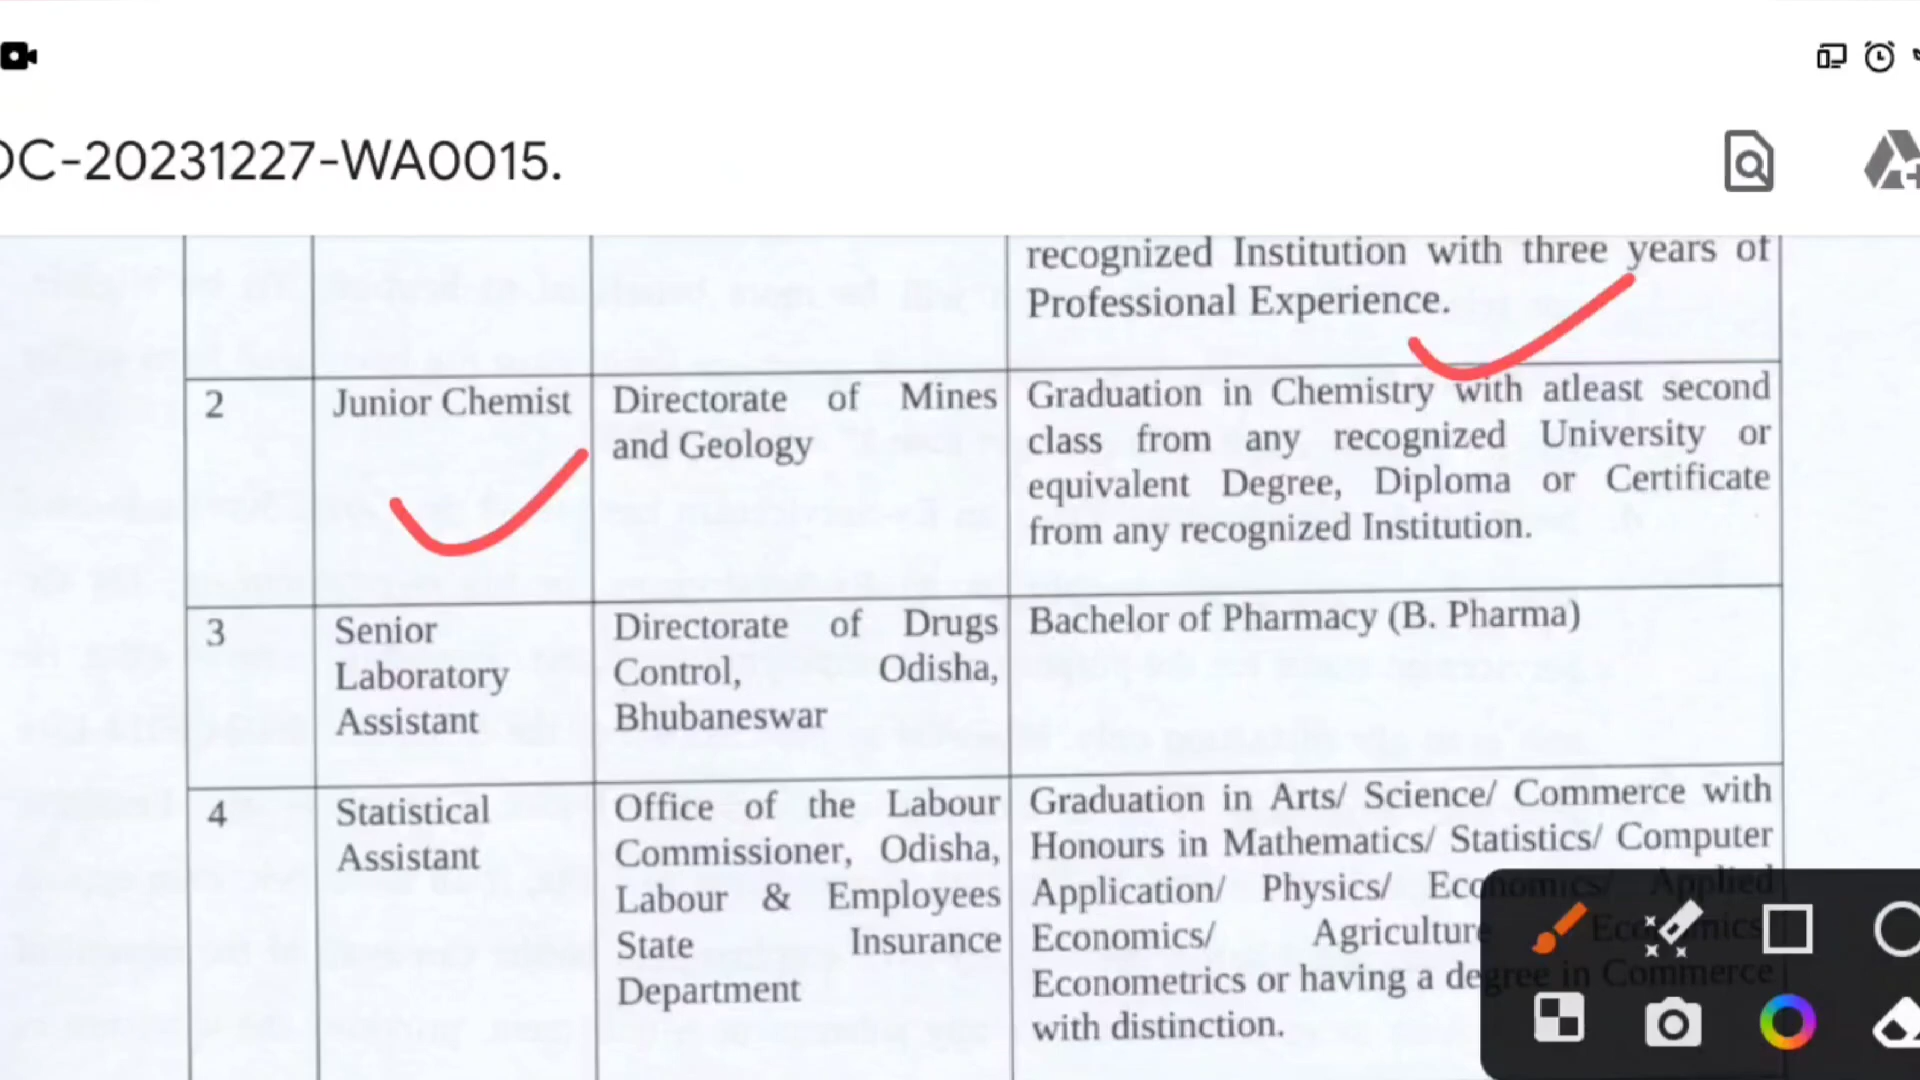 OC-20231227-WA0015.
recognized Institution with three years of
Professional Experience.
2
Junior Chemist
Directorate of Mines
and Geology
Graduation in Chemistry with atleast second
class from any recognized University or
equivalent Degree, Diploma or Certificate
from any recognized Institution.
3
Senior
Laboratory
Assistant
Directorate of Drugs
Control, Odisha,
Bhubaneswar
Bachelor of Pharmacy (B. Pharma)
4
Statistical
Assistant
Office of the Labour
Commissioner, Odisha,
Labour & Employees
State Insurance
Department
Graduation in Arts/ Science/ Commerce with
Honours in Mathematics/ Statistics/ Computer
Application/ Physics/ Economics/ Applied
Economics/ Agriculture Economics
Econometrics or having a degree in Commerce
with distinction.